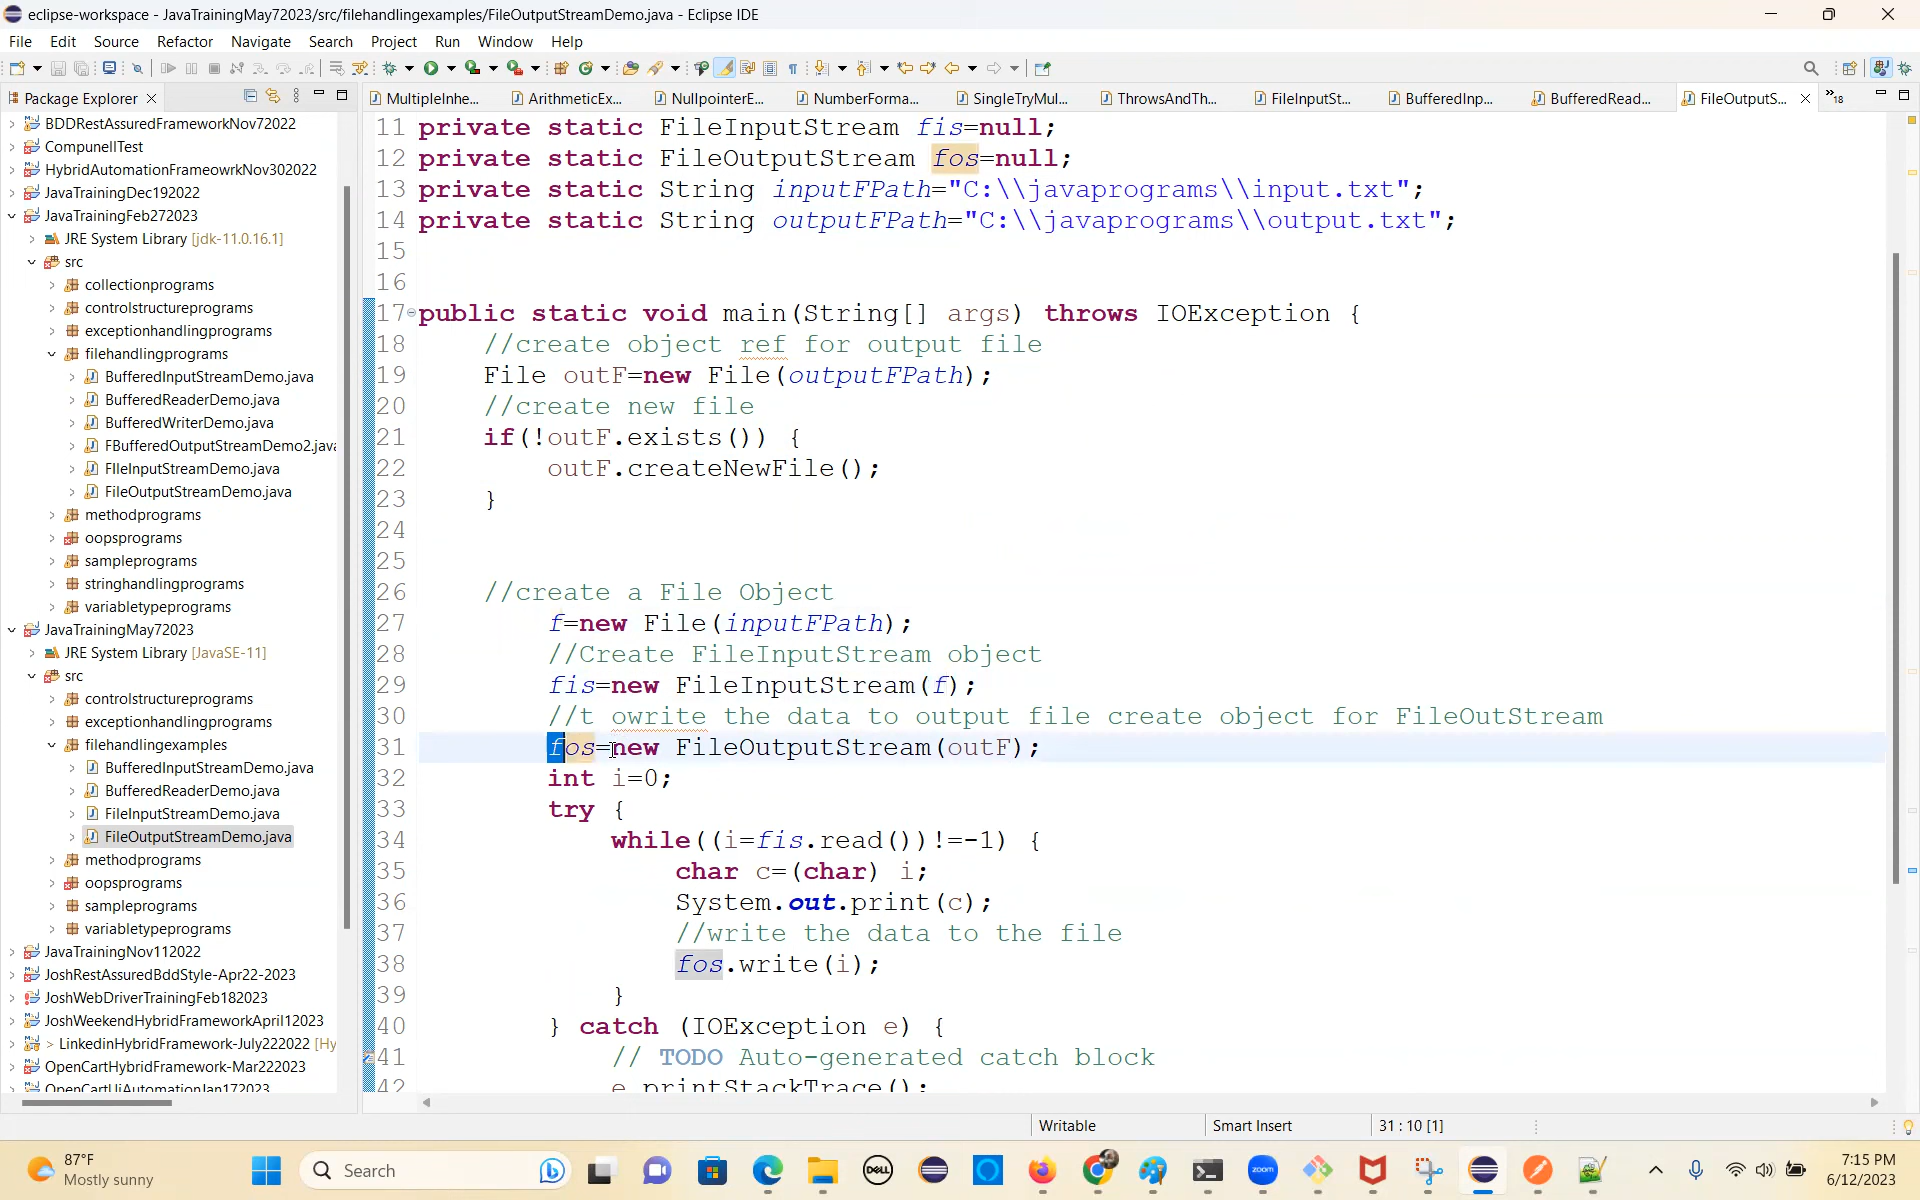 eclipse-workspace - JavaTrainingMay72023/src/filehandlingexamples/FileOutputStreamDemo.java - Eclipse IDE
File Edit Source Refactor Navigate Search Project Run Window Help
Package Explorer
MultipleInhe... ArithmeticEx... NullpointerE... NumberForma... SingleTryMul... ThrowsAndTh... FileInputSt... BufferedInp... BufferedRead... FileOutputS... 18
BDDRestAssuredFrameworkNov72022
CompunellTest
HybridAutomationFrameowrkNov302022
JavaTrainingDec192022
JavaTrainingFeb272023
JRE System Library [jdk-11.0.16.1]
src
collectionprograms
controlstructureprograms
exceptionhandlingprograms
filehandlingprograms
BufferedInputStreamDemo.java
BufferedReaderDemo.java
BufferedWriterDemo.java
FBufferedOutputStreamDemo2.java
FIleInputStreamDemo.java
FileOutputStreamDemo.java
methodprograms
oopsprograms
sampleprograms
stringhandlingprograms
variabletypeprograms
JavaTrainingMay72023
JRE System Library [JavaSE-11]
src
controlstructureprograms
exceptionhandlingprograms
filehandlingexamples
BufferedInputStreamDemo.java
BufferedReaderDemo.java
FileInputStreamDemo.java
FileOutputStreamDemo.java
methodprograms
oopsprograms
sampleprograms
variabletypeprograms
JavaTrainingNov112022
JoshRestAssuredBddStyle-Apr22-2023
JoshWebDriverTrainingFeb182023
JoshWeekendHybridFrameworkApril12023
> LinkedinHybridFramework-July222022 [Hy
OpenCartHybridFramework-Mar222023
OpenCartUiAutomationJan172023
11 private static FileInputStream fis=null;
12 private static FileOutputStream fos=null;
13 private static String inputFPath="C:\\javaprograms\\input.txt";
14 private static String outputFPath="C:\\javaprograms\\output.txt";
15
16
17 public static void main(String[] args) throws IOException {
18 //create object ref for output file
19 File outF=new File(outputFPath);
20 //create new file
21 if(!outF.exists()) {
22 outF.createNewFile();
23 }
24
25
26 //create a File Object
27 f=new File(inputFPath);
28 //Create FileInputStream object
29 fis=new FileInputStream(f);
30 //t owrite the data to output file create object for FileOutStream
31 fos=new FileOutputStream(outF);
32 int i=0;
33 try {
34 while((i=fis.read())!=-1) {
35 char c=(char) i;
36 System.out.print(c);
37 //write the data to the file
38 fos.write(i);
39 }
40 } catch (IOException e) {
41 // TODO Auto-generated catch block
42 e.printStackTrace();
Writable Smart Insert 31 : 10 [1]
87°F
Mostly sunny
Search
DELL
zoom
7:15 PM
6/12/2023